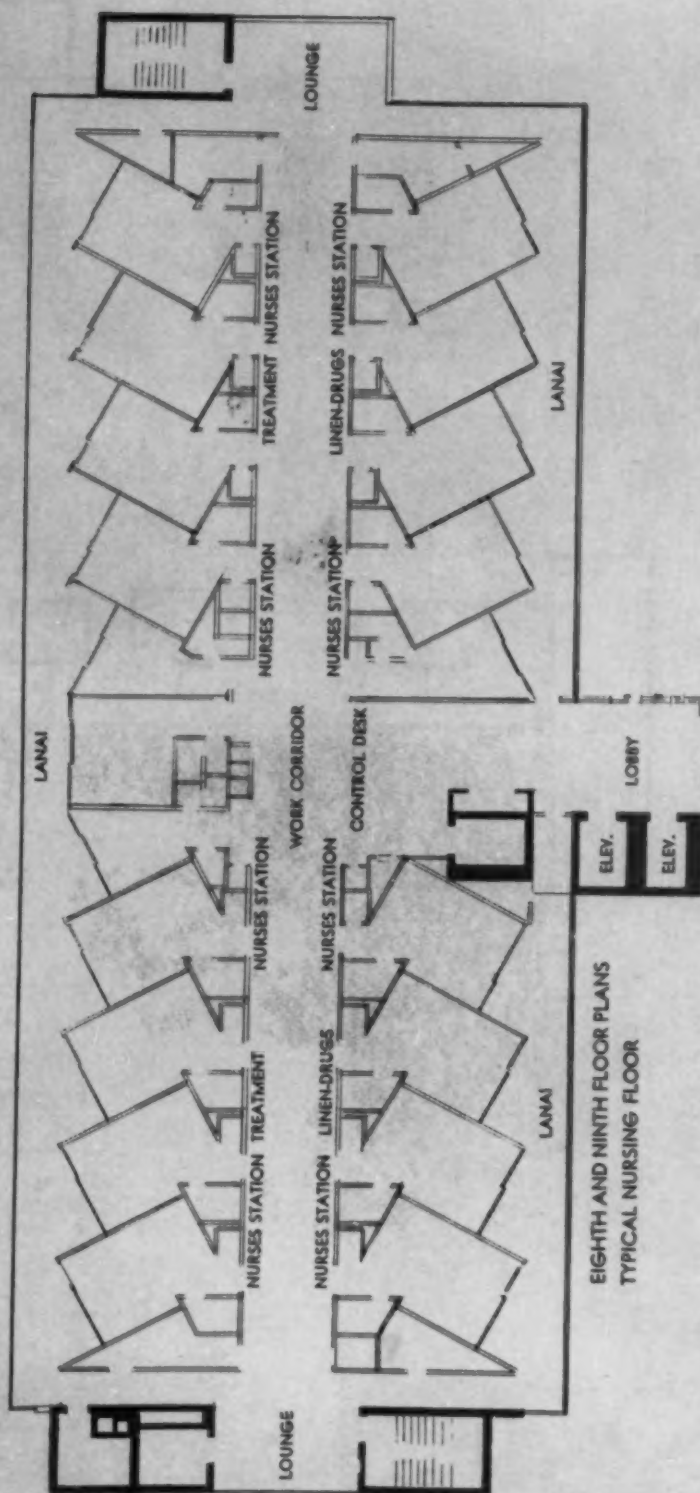 LANAI
LOUNGE
NURSES STATION TREATMENT
NURSES STATION
WORK CORRIDOR
NURSES STATION
TREATMENT
NURSES STATION
LOUNGE
NURSES STATION
LINEN-DRUGS
NURSES STATION
CONTROL DESK
NURSES STATION
LINEN-DRUGS
NURSES STATION
LANAI
LANAI
ELEV.
ELEV.
LOBBY
EIGHTH AND NINTH FLOOR PLANS
TYPICAL NURSING FLOOR